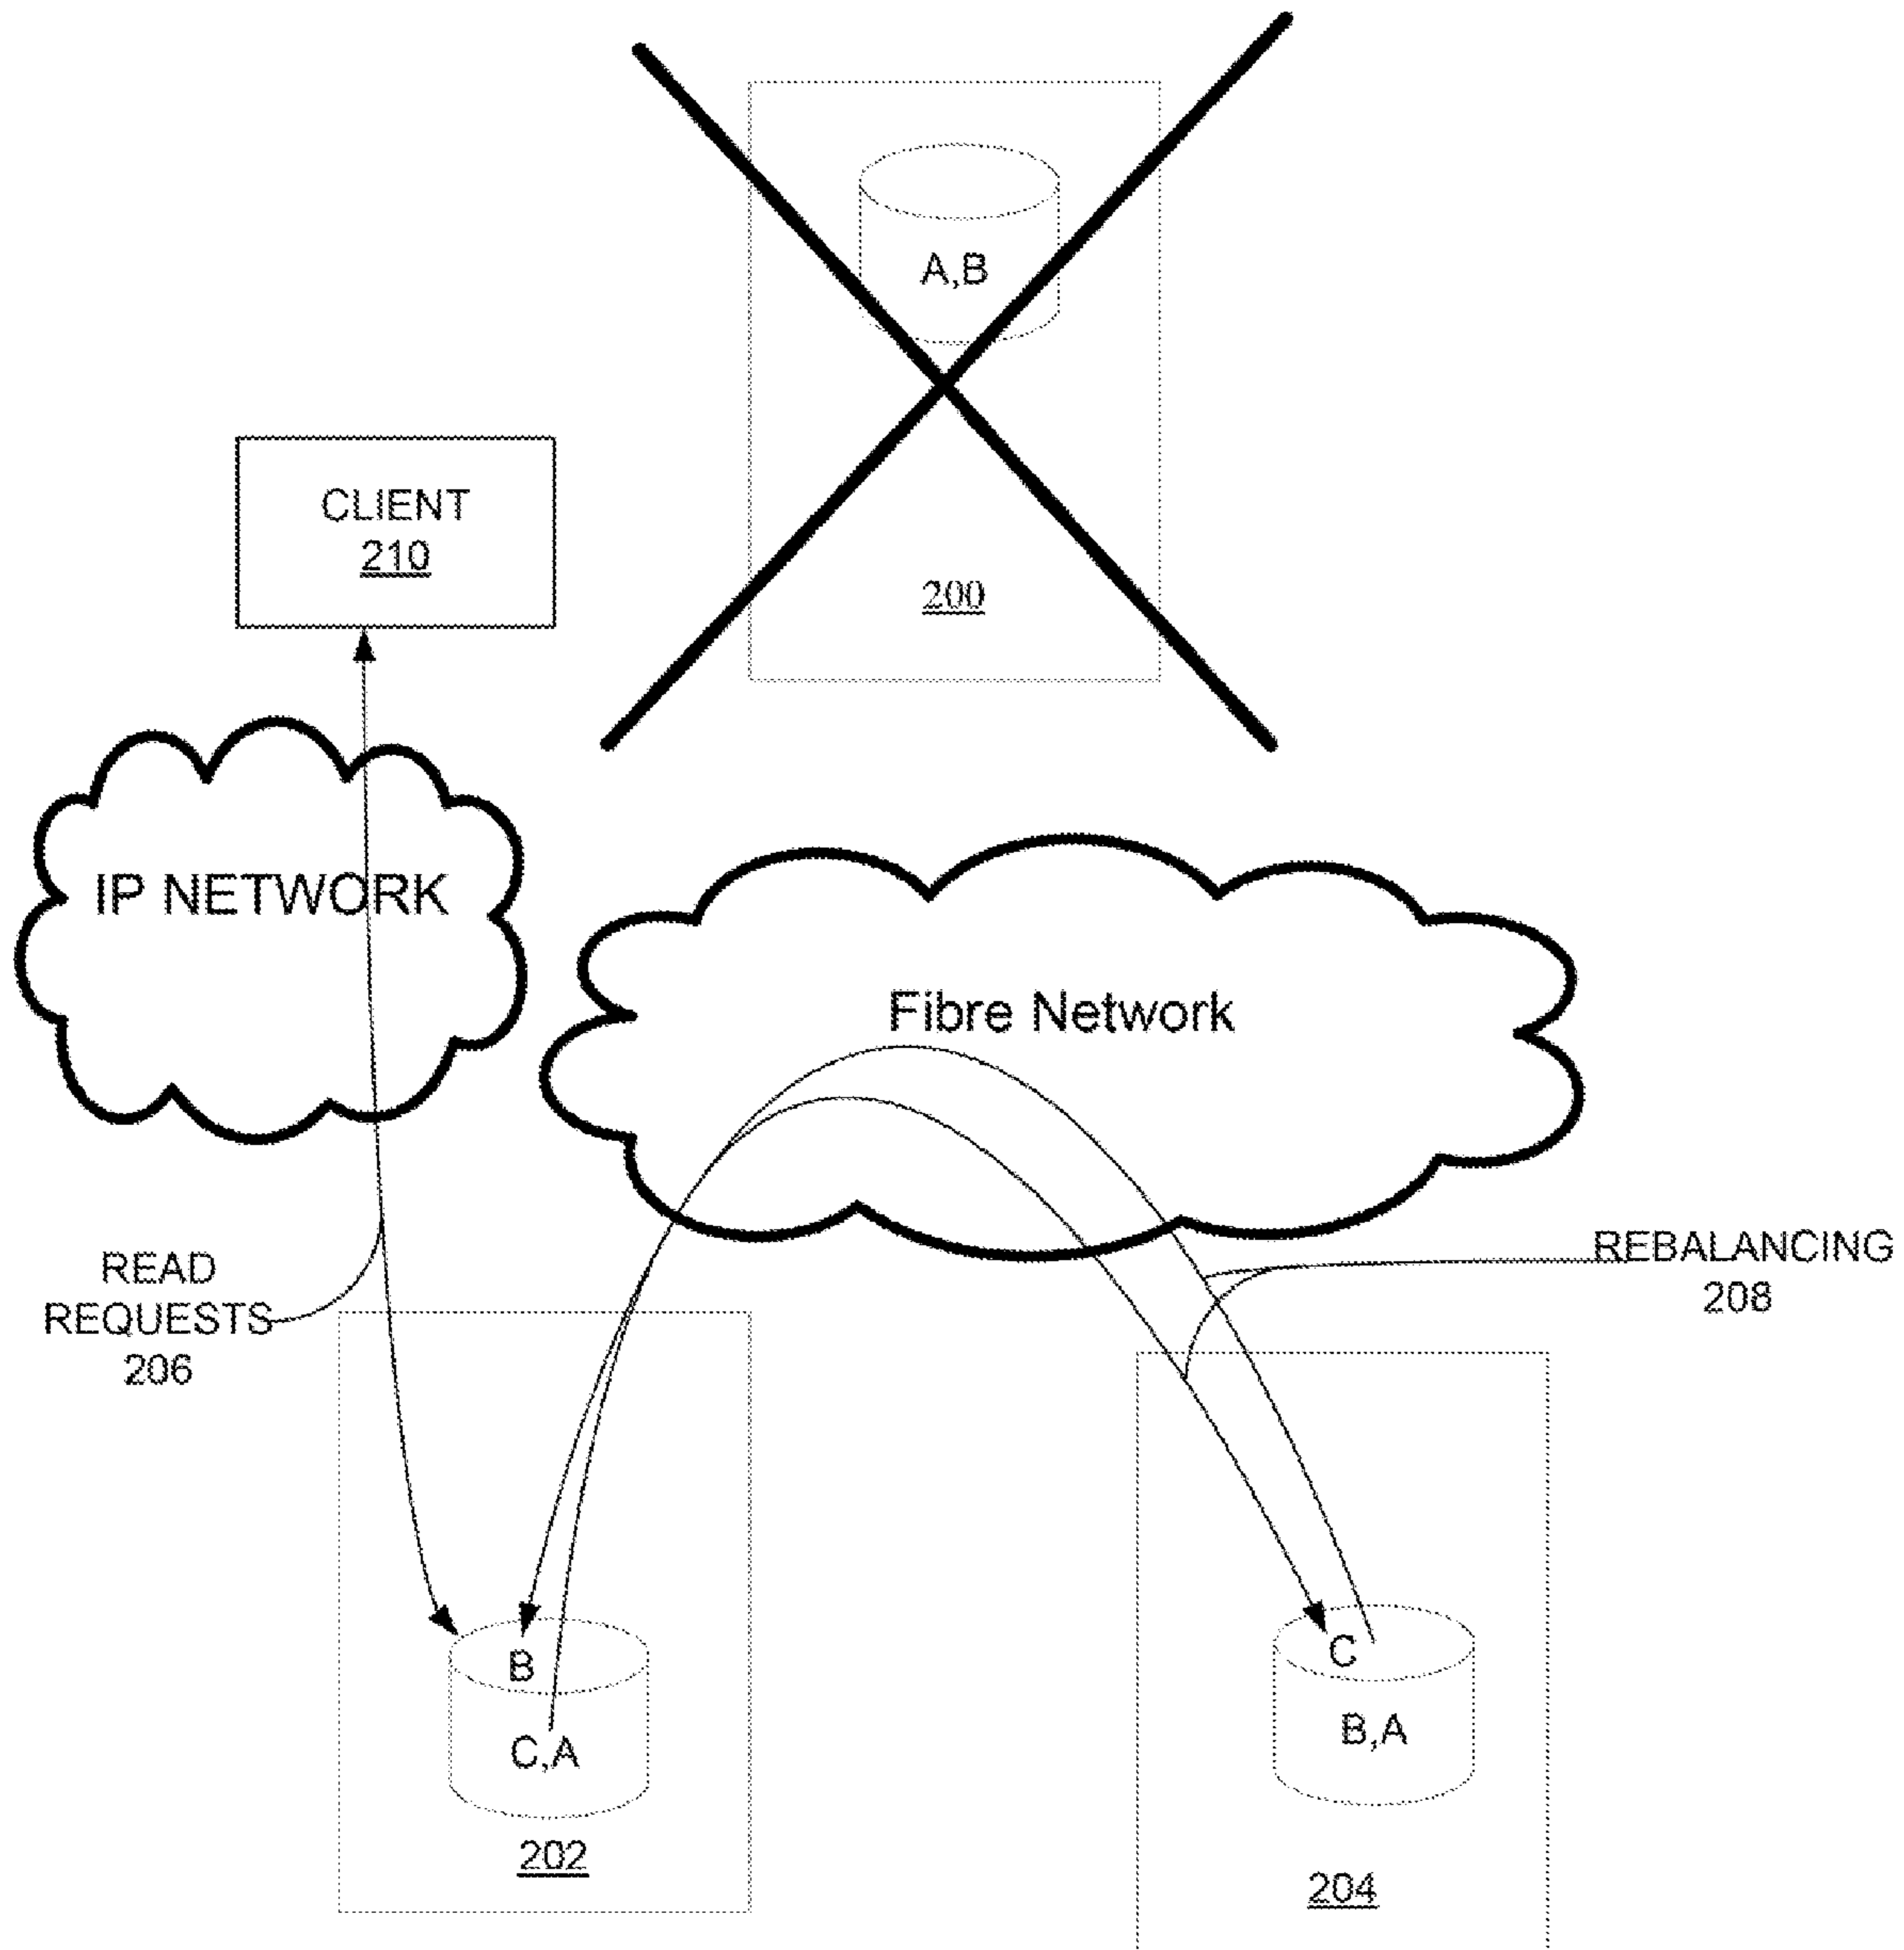 A,B
200
CLIENT
210
IP NETWORK
Fibre Network
READ
REQUESTS
206
REBALANCING
208
B
C,A
202
C
B,A
204